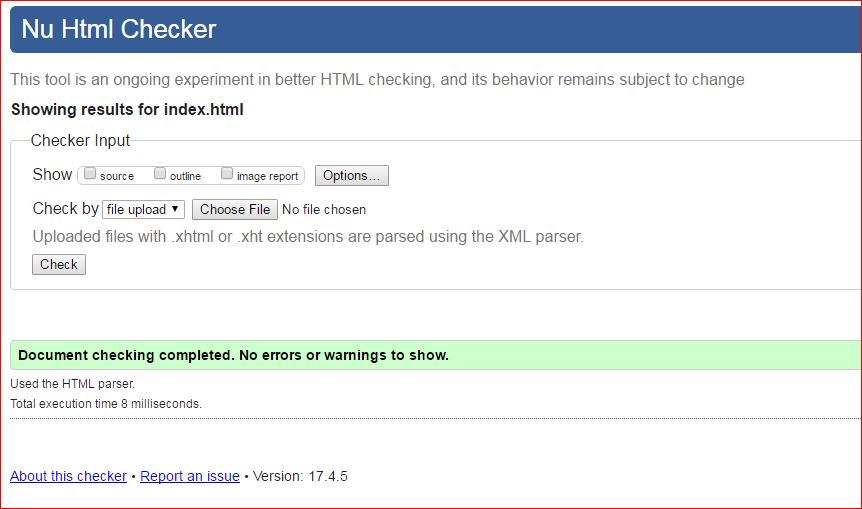 Nu Html Checker
This tool is an ongoing experiment in better HTML checking, and its behavior remains subject to change
Showing results for index.html
Checker Input
Show source outline image report Options...
Check by file upload ▼ Choose File No file chosen
Uploaded files with .xhtml or .xht extensions are parsed using the XML parser.
Check
Document checking completed. No errors or warnings to show.
Used the HTML parser.
Total execution time 8 milliseconds.
About this checker • Report an issue • Version: 17.4.5